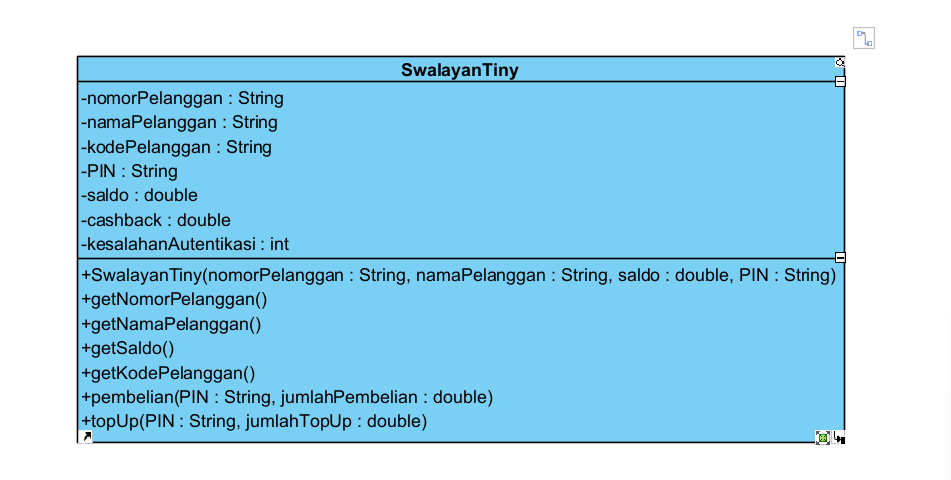 SwalayanTiny
-nomorPelanggan : String
-namaPelanggan : String
-kodePelanggan : String
-PIN : String
-saldo : double
-cashback : double
-kesalahanAutentikasi : int
+SwalayanTiny(nomorPelanggan : String, namaPelanggan : String, saldo : double, PIN : String)
+getNomorPelanggan()
+getNamaPelanggan()
+getSaldo()
+getKodePelanggan()
+pembelian(PIN : String, jumlahPembelian : double)
+topUp(PIN : String, jumlahTopUp : double)